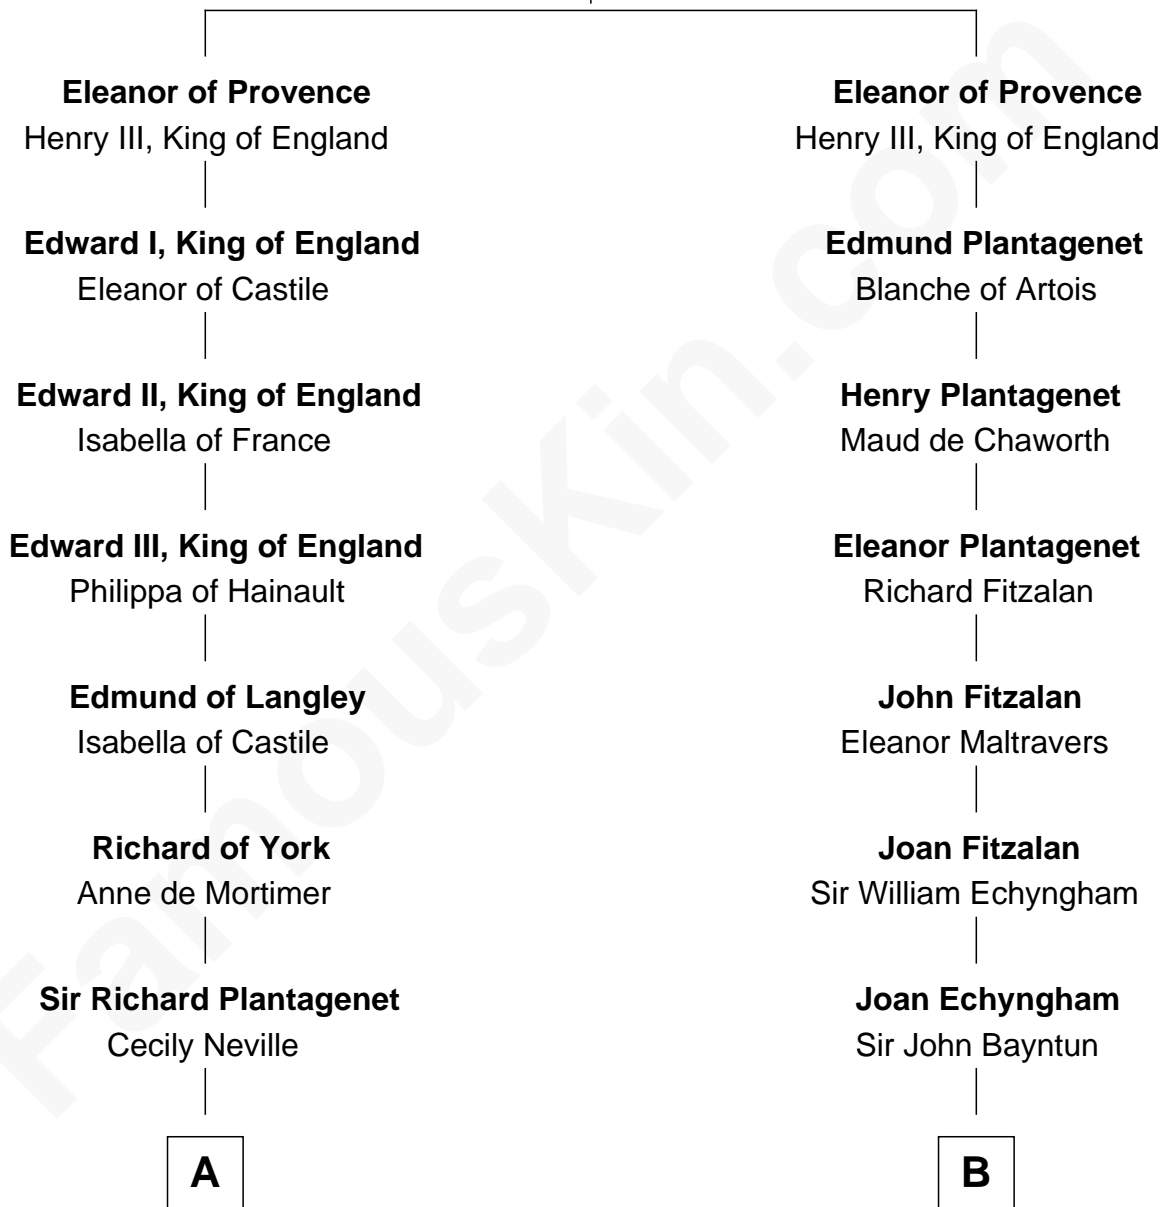 Eleanor of Provence
Henry III, King of England
Edward I, King of England
Eleanor of Castile
Edward II, King of England
Isabella of France
Edward III, King of England
Philippa of Hainault
Edmund of Langley
Isabella of Castile
Richard of York
Anne de Mortimer
Sir Richard Plantagenet
Cecily Neville
A
Eleanor of Provence
Henry III, King of England
Edmund Plantagenet
Blanche of Artois
Henry Plantagenet
Maud de Chaworth
Eleanor Plantagenet
Richard Fitzalan
John Fitzalan
Eleanor Maltravers
Joan Fitzalan
Sir William Echyngham
Joan Echyngham
Sir John Bayntun
B
FamousKin.com